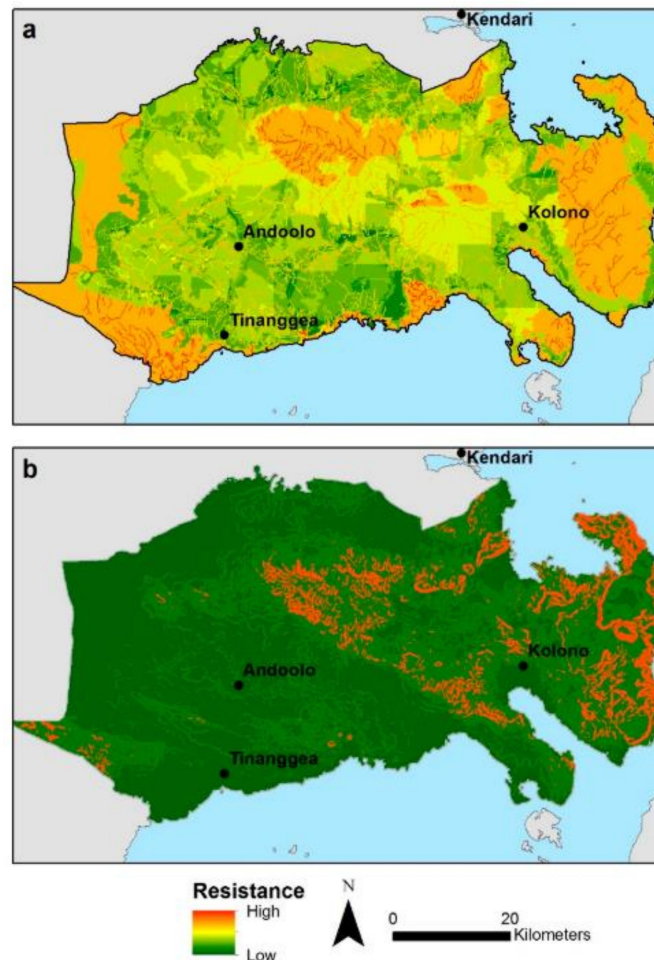 a
Kendari
Kolono
Andoolo
Tinanggea
b
Kendari
Kolono
Andoolo
Tinanggea
Resistance
High
Low
N
0 20
Kilometers